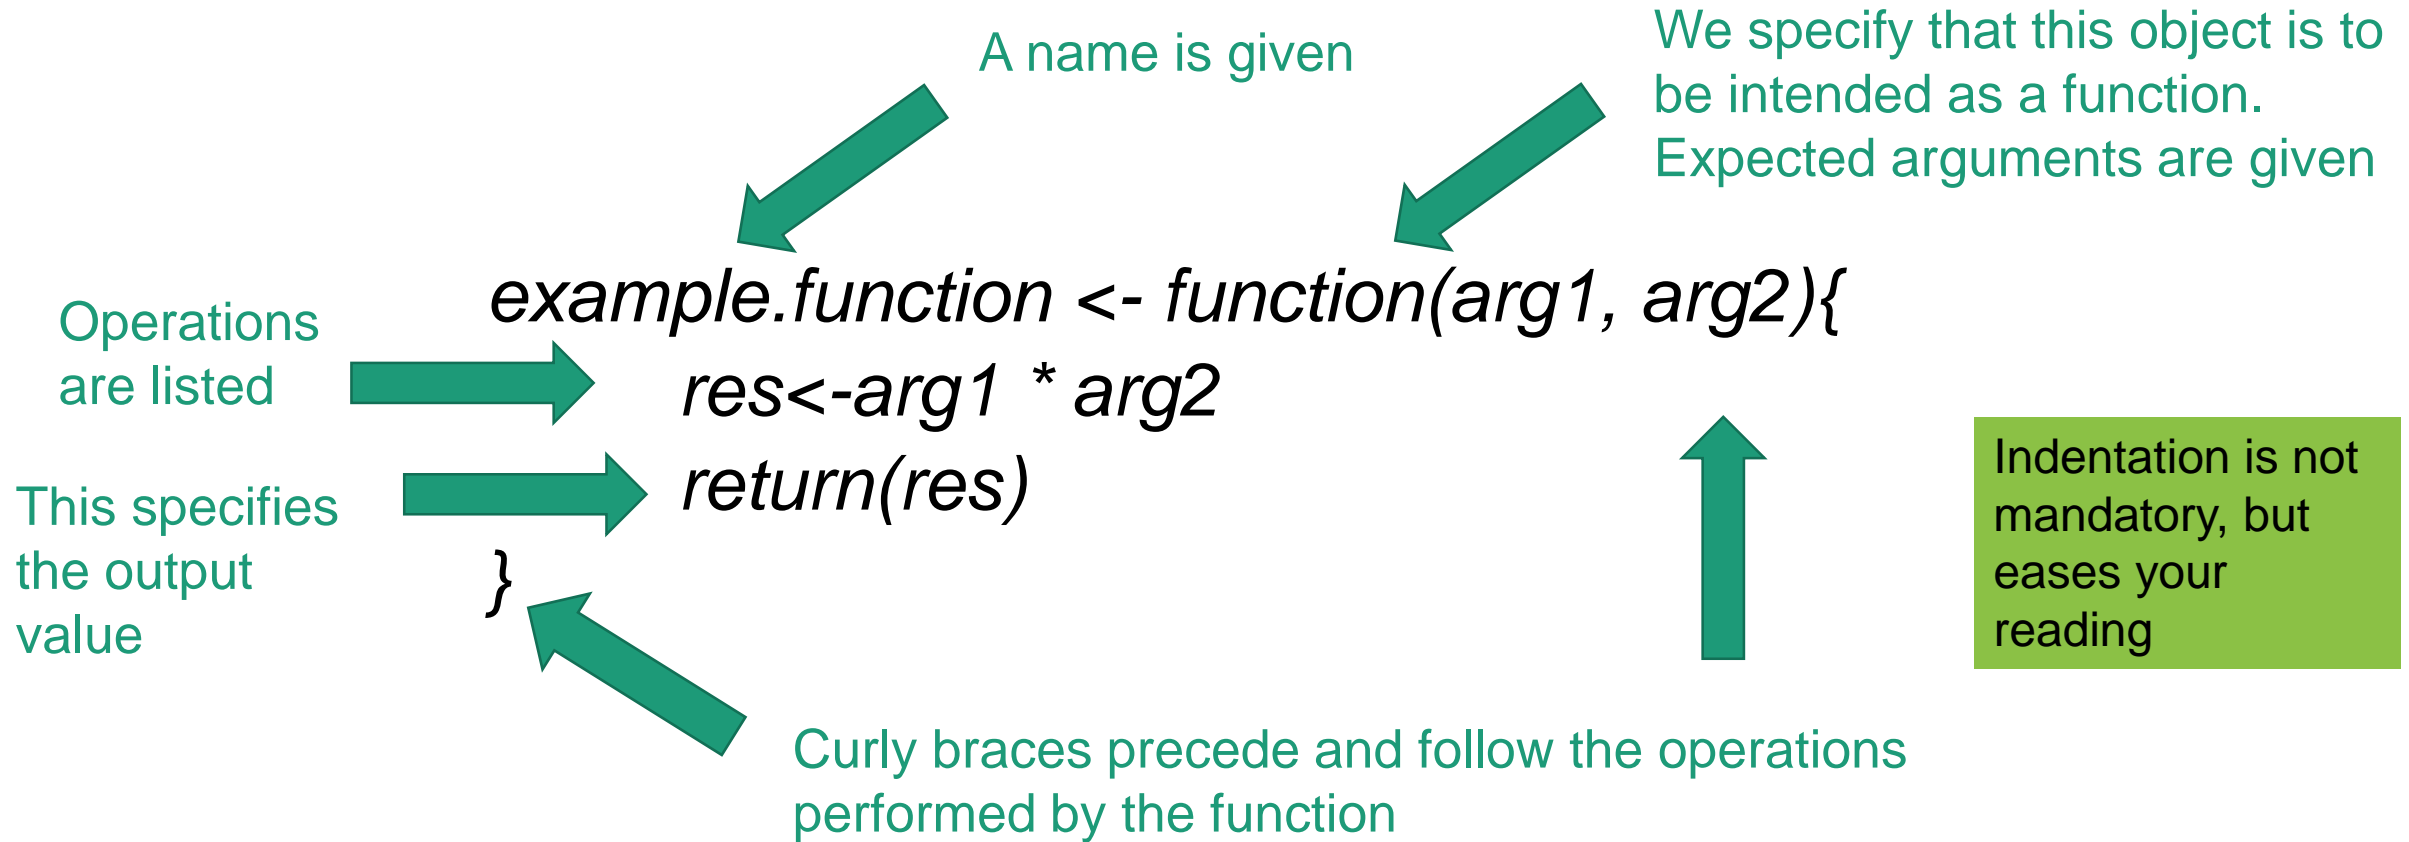 A name is given
We specify that this object is to
be intended as a function.
Expected arguments are given
example.function <- function(arg1, arg2){
Operations
are listed
res<-arg1 * arg2
This specifies
the output
value
return(res)
}
Indentation is not
mandatory, but
eases your
reading
Curly braces precede and follow the operations
performed by the function